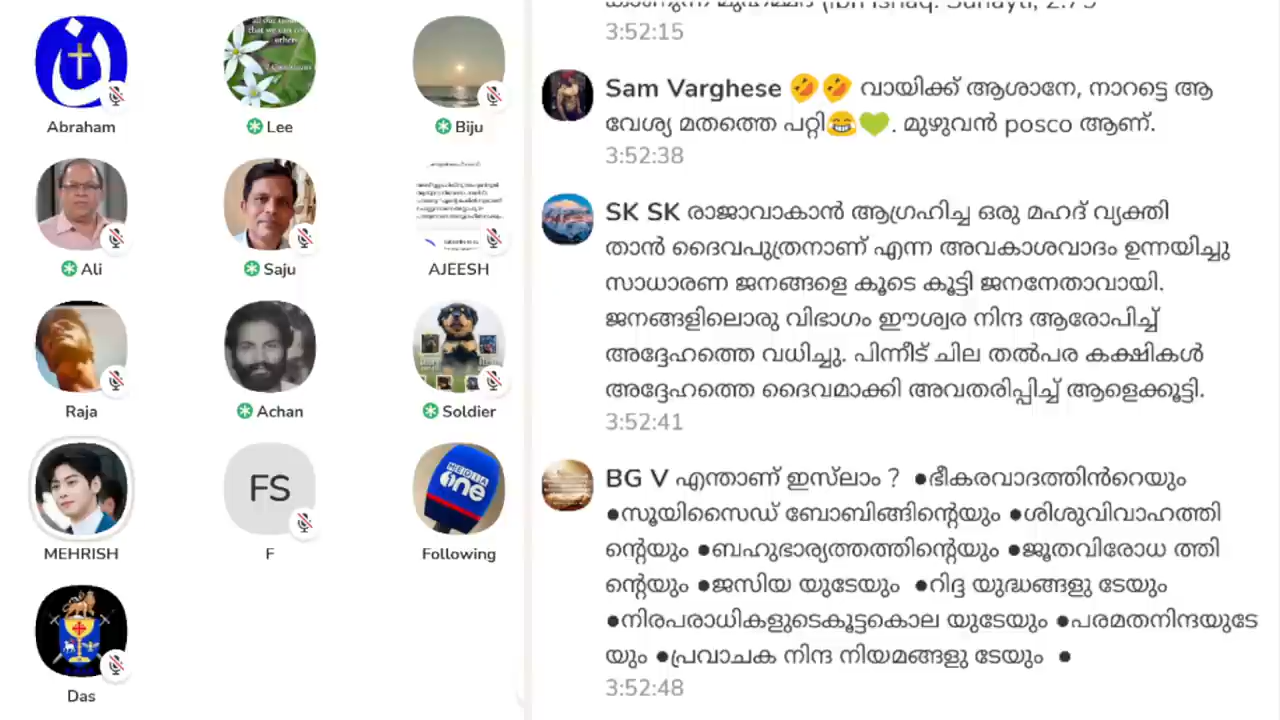 Abraham
Lee
Biju
Ali
Saju
AJEESH
Raja
Achan
Soldier
MEHRISH
FS
F
MEDIA
one
Following
Das
3:52:15
Sam Varghese 🤣🤣 വായിക്ക് ആശാനേ, നാറട്ടെ ആ
വേശ്യ മതത്തെ പറ്റി😂💚. മുഴുവൻ posco ആണ്.
3:52:38
SK SK രാജാവാകാൻ ആഗ്രഹിച്ച ഒരു മഹദ് വ്യക്തി
താൻ ദൈവപുത്രനാണ് എന്ന അവകാശവാദം ഉന്നയിച്ചു
സാധാരണ ജനങ്ങളെ കൂടെ കൂട്ടി ജനനേതാവായി.
ജനങ്ങളിലൊരു വിഭാഗം ഈശ്വര നിന്ദ ആരോപിച്ച്
അദ്ദേഹത്തെ വധിച്ചു. പിന്നീട് ചില തൽപര കക്ഷികൾ
അദ്ദേഹത്തെ ദൈവമാക്കി അവതരിപ്പിച്ച് ആളെക്കൂട്ടി.
3:52:41
BG V എന്താണ് ഇസ്‌ലാം ? ●ഭീകരവാദത്തിൻറെയും
●സൂയിസൈഡ് ബോബിങ്ങിന്റെയും ●ശിശുവിവാഹത്തി
ന്റെയും ●ബഹുഭാര്യത്തത്തിന്റെയും ●ജൂതവിരോധ ത്തി
ന്റെയും ●ജസിയ യുടേയും ●റിദ്ദ യുദ്ധങ്ങളു ടേയും
●നിരപരാധികളുടെകൂട്ടകൊല യുടേയും ●പരമതനിന്ദയുടേ
യും ●പ്രവാചക നിന്ദ നിയമങ്ങളു ടേയും ●
3:52:48